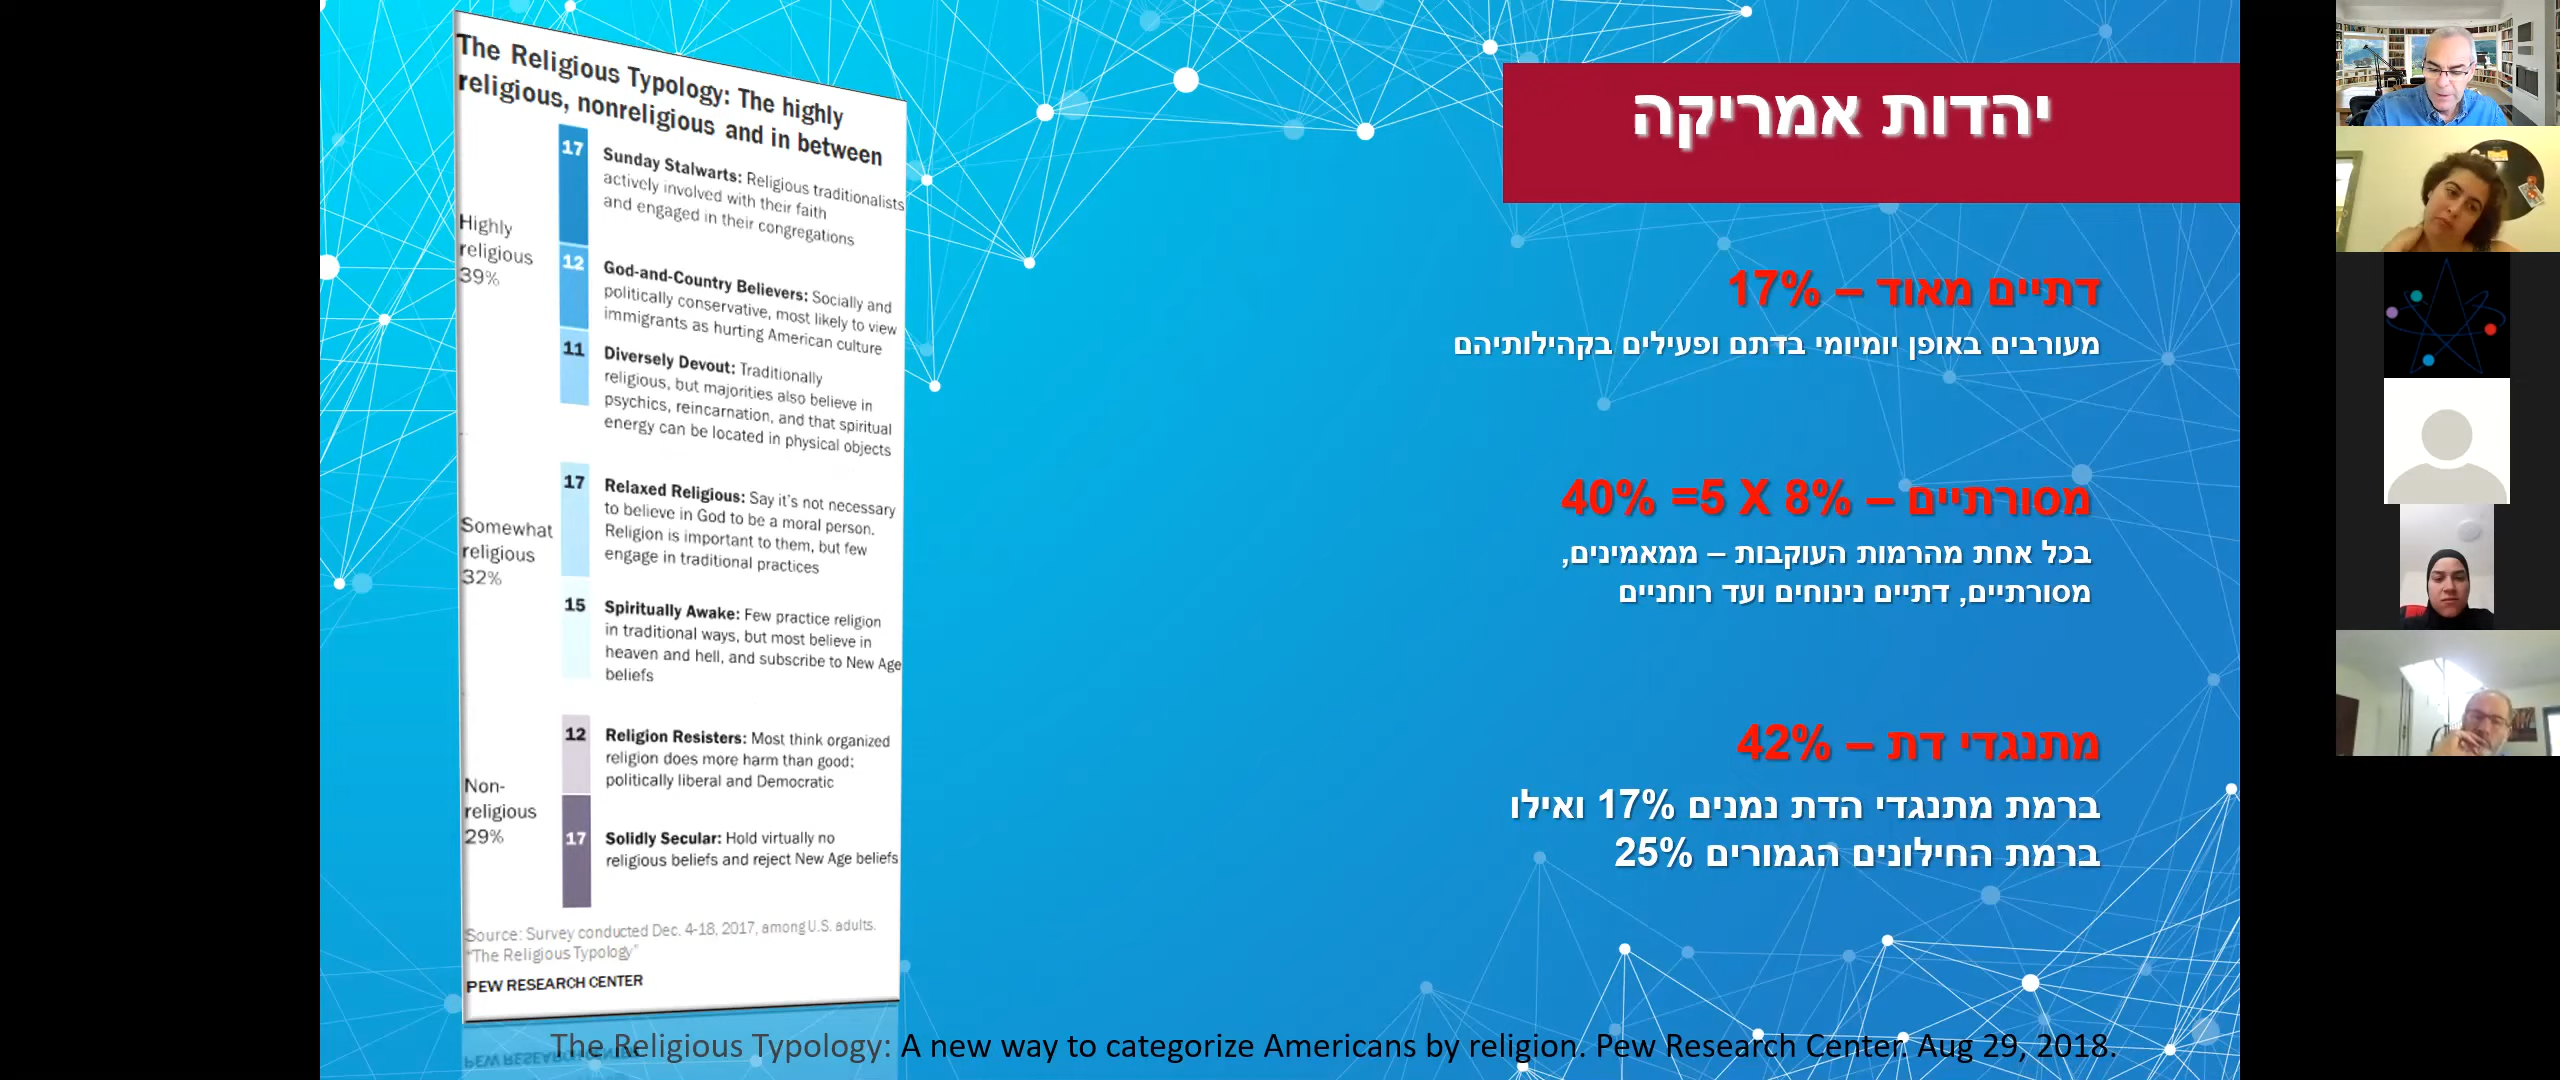 The Religious Typology: The highly
religious, nonreligious and in between
Highly
religious
39%
17
Sunday Stalwarts: Religious traditionalists
actively involved with their faith
and engaged in their congregations
12
God-and-Country Believers: Socially and
politically conservative, most likely to view
immigrants as hurting American culture
11
Diversely Devout: Traditionally
religious, but majorities also believe in
psychics, reincarnation, and that spiritual
energy can be located in physical objects
Somewhat
religious
32%
17
Relaxed Religious: Say it's not necessary
to believe in God to be a moral person.
Religion is important to them, but few
engage in traditional practices
15
Spiritually Awake: Few practice religion
in traditional ways, but most believe in
heaven and hell, and subscribe to New Age
beliefs
Non-
religious
29%
12
Religion Resisters: Most think organized
religion does more harm than good;
politically liberal and Democratic
17
Solidly Secular: Hold virtually no
religious beliefs and reject New Age beliefs
Source: Survey conducted Dec. 4-18, 2017, among U.S. adults.
"The Religious Typology"
PEW RESEARCH CENTER
יהדות אמריקה
דתיים מאוד – 17%
מעורבים באופן יומיומי בדתם ופעילים בקהילותיהם
מסורתיים – 8% X 5= 40%
בכל אחת מהרמות העוקבות – ממאמינים,
מסורתיים, דתיים נינוחים ועד רוחניים
מתנגדי דת – 42%
ברמת מתנגדי הדת נמנים 17% ואילו
ברמת החילונים הגמורים 25%
The Religious Typology: A new way to categorize Americans by religion. Pew Research Center. Aug 29, 2018.